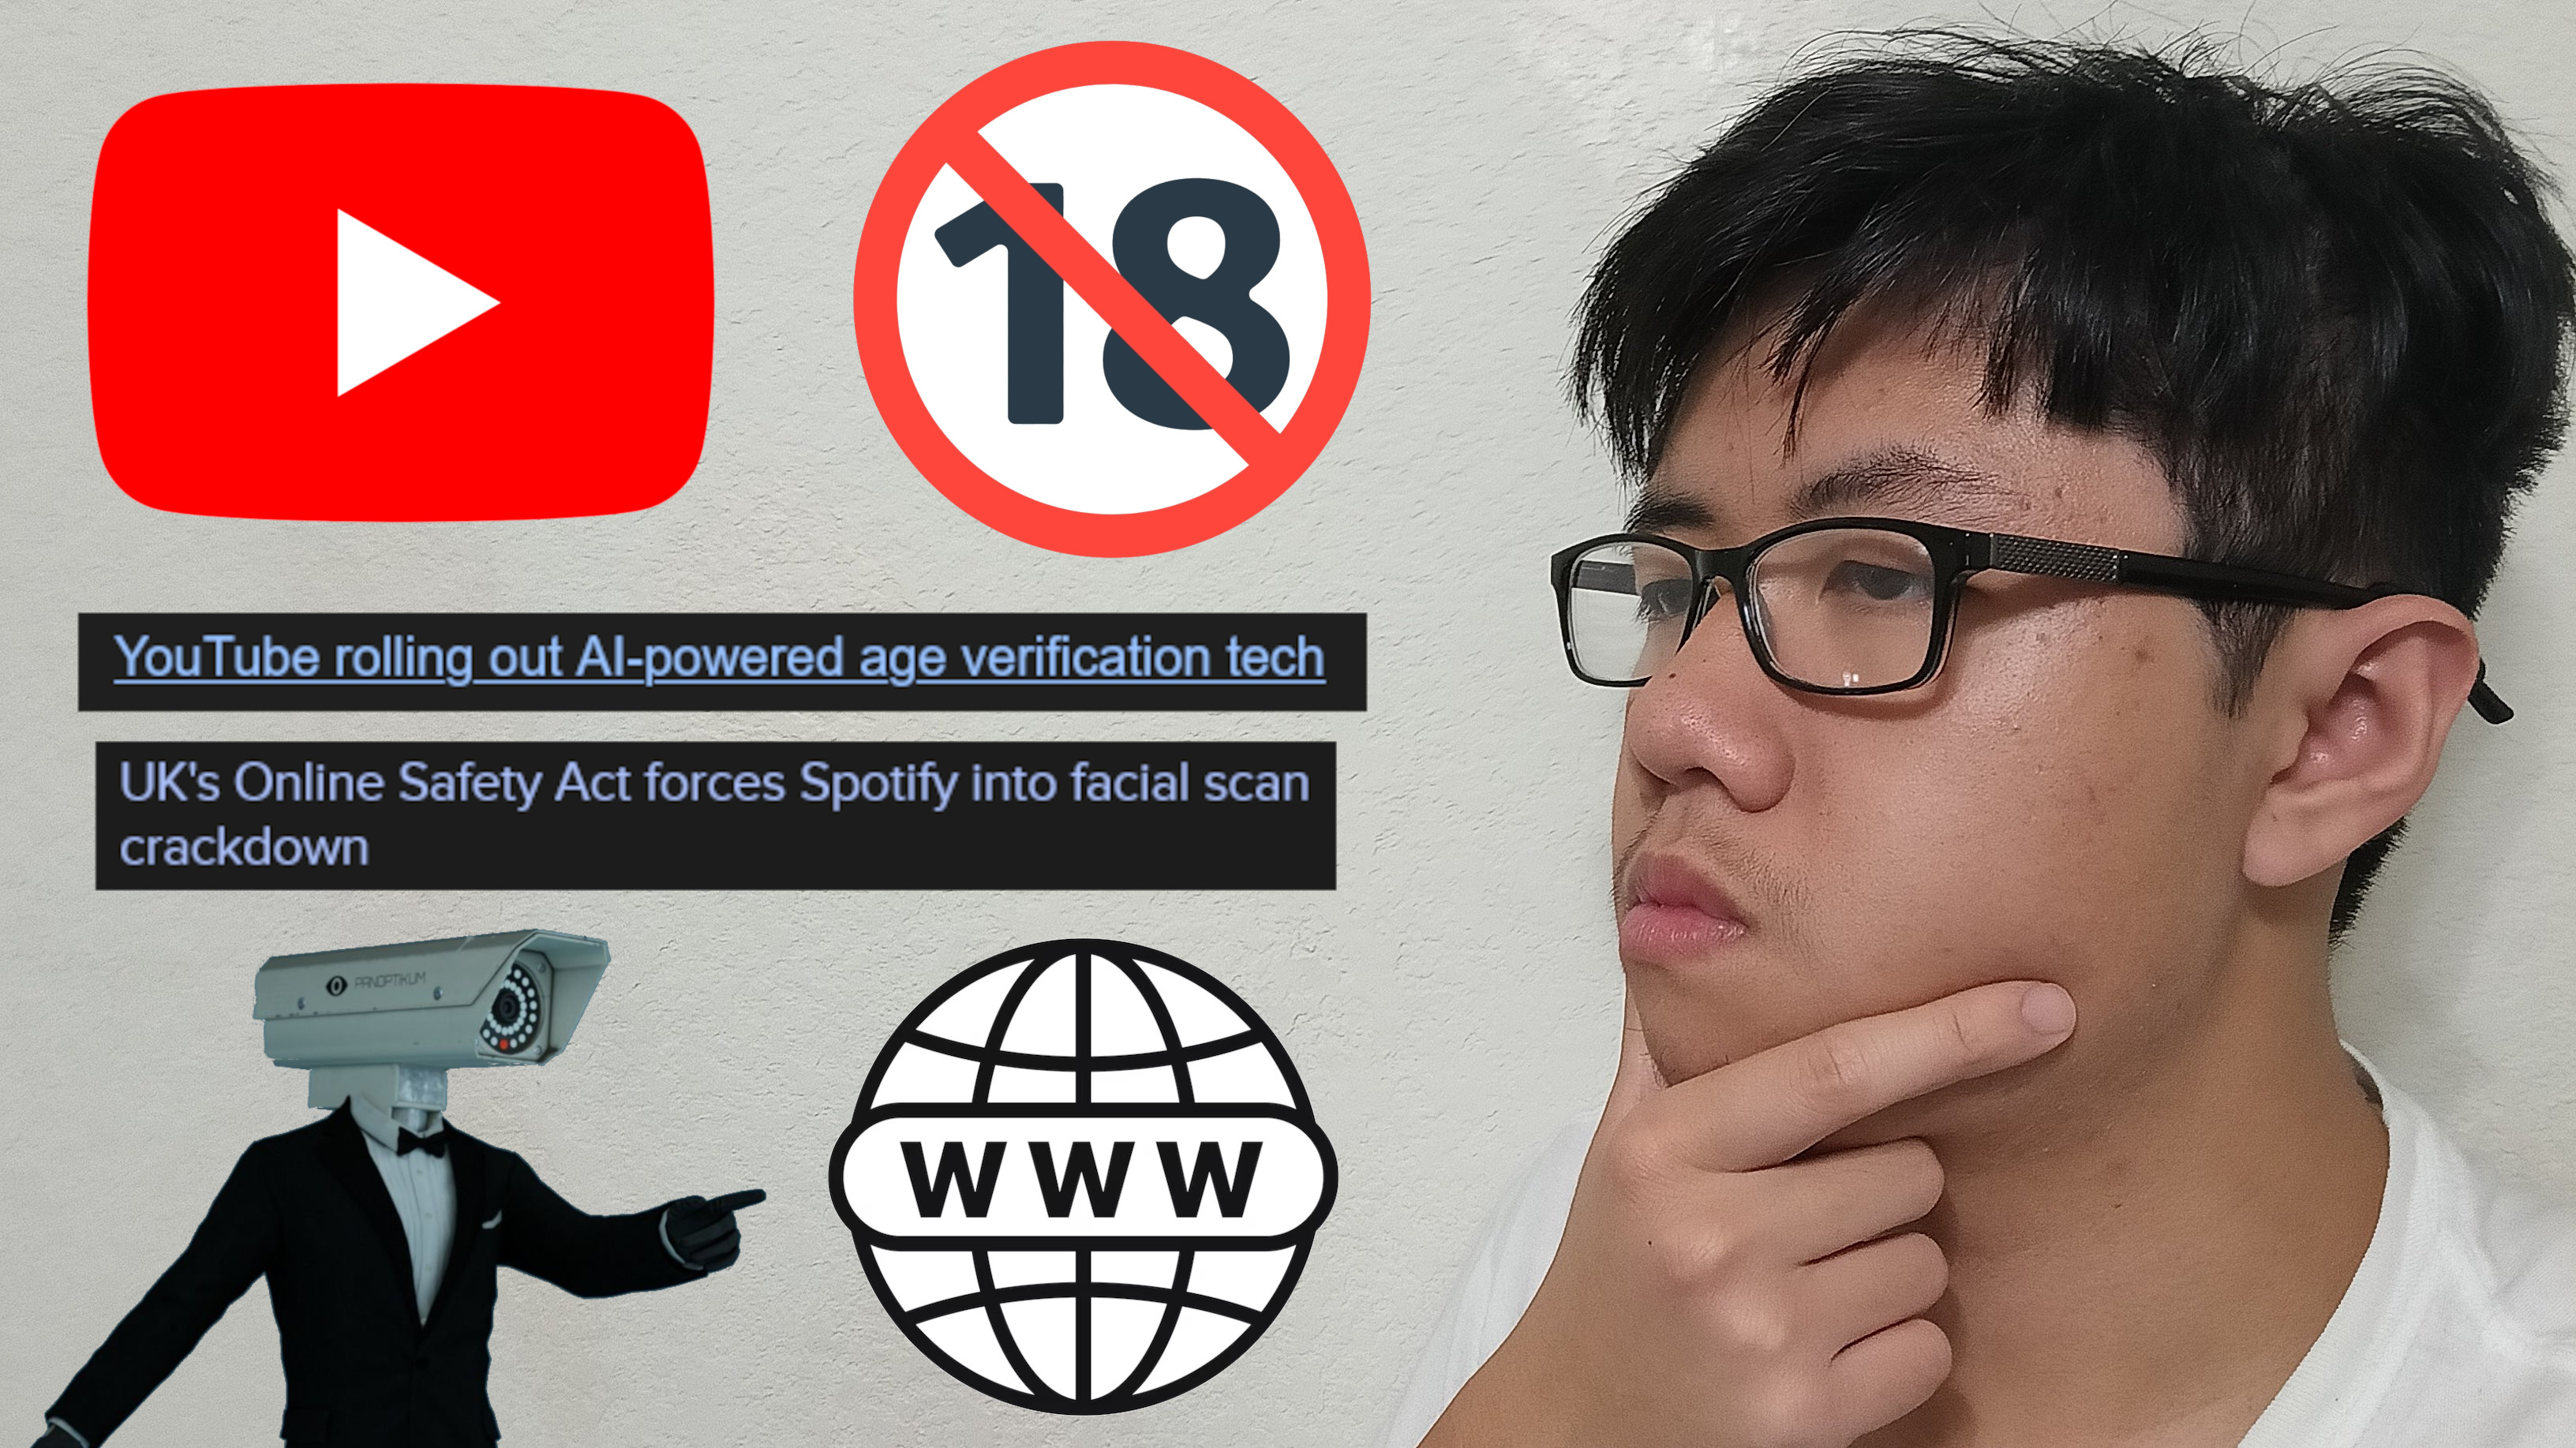 18
YouTube rolling out AI-powered age verification tech
UK's Online Safety Act forces Spotify into facial scan
crackdown
PANOPTIKUM
WWW